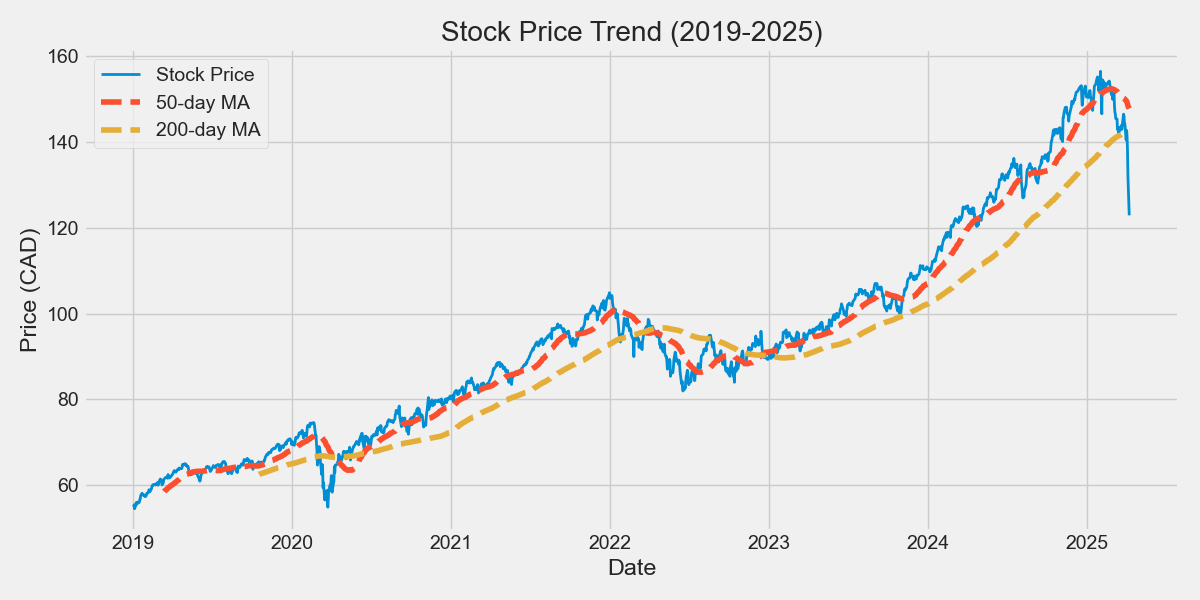 Stock Price Trend (2019-2025)
160
140
120
100
80
60
Price (CAD)
Stock Price
50-day MA
200-day MA
2019 2020 2021 2022 2023 2024 2025
Date